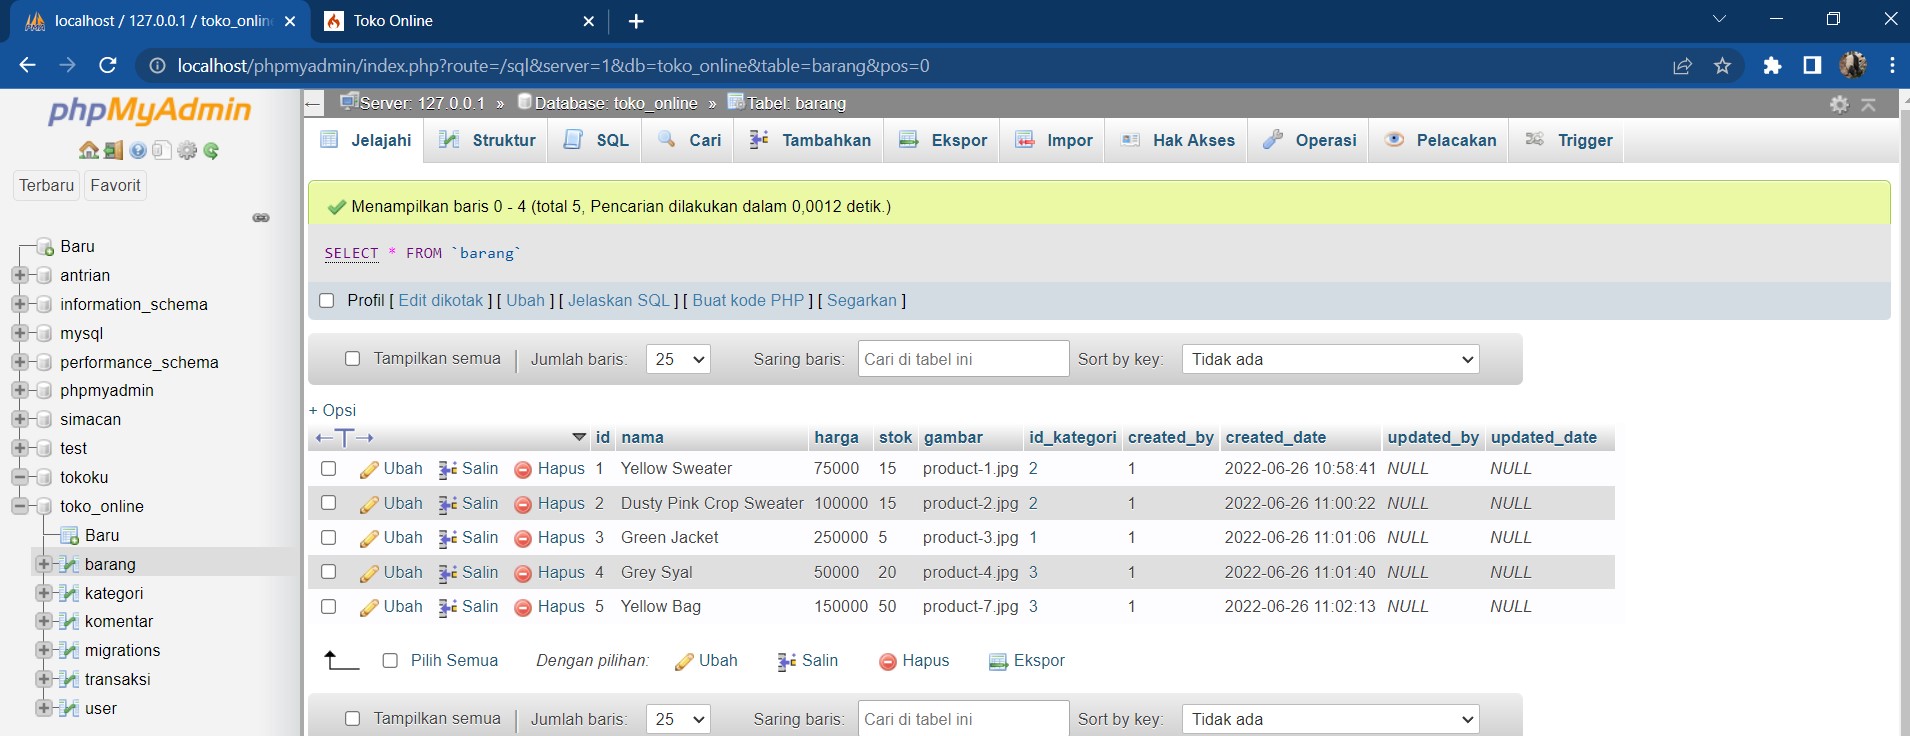 localhost / 127.0.0.1 / toko_onlin
Toko Online
localhost/phpmyadmin/index.php?route=/sql&server=1&db=toko_online&table=barang&pos=0
phpMyAdmin
Terbaru Favorit
Baru
antrian
information_schema
mysql
performance_schema
phpmyadmin
simacan
test
tokoku
toko_online
Baru
barang
kategori
komentar
migrations
transaksi
user
Server: 127.0.0.1 » Database: toko_online » Tabel: barang
Jelajahi Struktur SQL Cari Tambahkan Ekspor Impor Hak Akses Operasi Pelacakan Trigger
Menampilkan baris 0 - 4 (total 5, Pencarian dilakukan dalam 0,0012 detik.)
SELECT * FROM `barang`
Profil [ Edit dikotak ] [ Ubah ] [ Jelaskan SQL ] [ Buat kode PHP ] [ Segarkan ]
Tampilkan semua | Jumlah baris: 25 Saring baris: Cari di tabel ini Sort by key: Tidak ada
+ Opsi
←T→ id nama harga stok gambar id_kategori created_by created_date updated_by updated_date
Ubah Salin Hapus 1 Yellow Sweater 75000 15 product-1.jpg 2 1 2022-06-26 10:58:41 NULL NULL
Ubah Salin Hapus 2 Dusty Pink Crop Sweater 100000 15 product-2.jpg 2 1 2022-06-26 11:00:22 NULL NULL
Ubah Salin Hapus 3 Green Jacket 250000 5 product-3.jpg 1 1 2022-06-26 11:01:06 NULL NULL
Ubah Salin Hapus 4 Grey Syal 50000 20 product-4.jpg 3 1 2022-06-26 11:01:40 NULL NULL
Ubah Salin Hapus 5 Yellow Bag 150000 50 product-7.jpg 3 1 2022-06-26 11:02:13 NULL NULL
Pilih Semua Dengan pilihan: Ubah Salin Hapus Ekspor
Tampilkan semua | Jumlah baris: 25 Saring baris: Cari di tabel ini Sort by key: Tidak ada